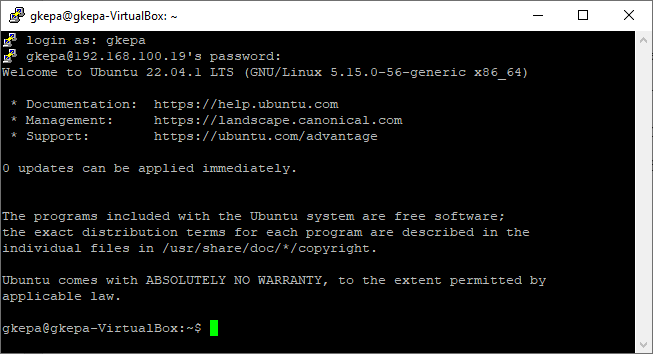 gkepa@gkepa-VirtualBox: ~
login as: gkepa
gkepa@192.168.100.19's password:
Welcome to Ubuntu 22.04.1 LTS (GNU/Linux 5.15.0-56-generic x86_64)
* Documentation:  https://help.ubuntu.com
* Management:     https://landscape.canonical.com
* Support:        https://ubuntu.com/advantage
0 updates can be applied immediately.
The programs included with the Ubuntu system are free software;
the exact distribution terms for each program are described in the
individual files in /usr/share/doc/*/copyright.
Ubuntu comes with ABSOLUTELY NO WARRANTY, to the extent permitted by
applicable law.
gkepa@gkepa-VirtualBox:~$